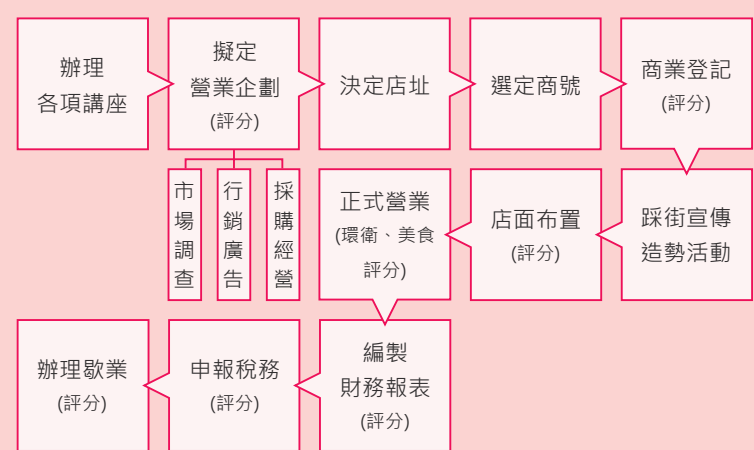 辦理
各項講座
擬定
營業企劃
(評分)
決定店址
選定商號
商業登記
(評分)
市場調查
行銷廣告
採購經營
踩街宣傳
造勢活動
店面布置
(評分)
正式營業
(環衛、美食
評分)
編製
財務報表
(評分)
申報稅務
(評分)
辦理歇業
(評分)